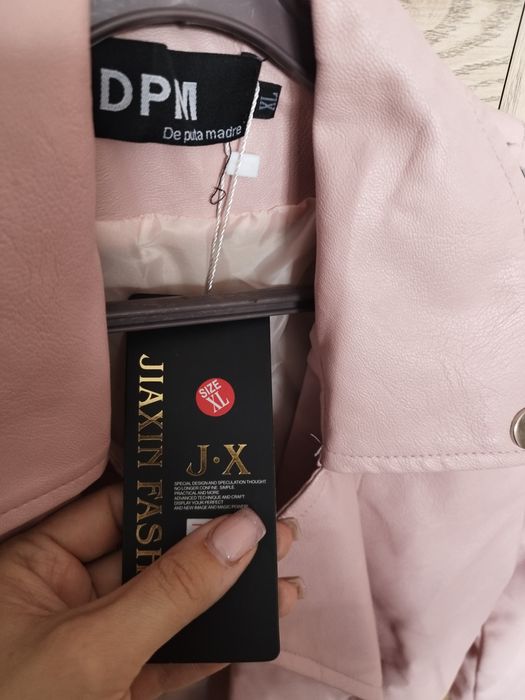 DPM
De puta madre
XL
SIZE
XL
J·X
SPECIAL DESIGN AND SPECULATION THOUGHT
NO LONGER CONFINE SIMPLE
PRACTICAL AND MORE
ADVANCED TECHNIQUE AND CRAFT
DISPLAY YOUR PERFECT
AND NEW IMAGE AND MAGIC POWER
JIAXIN FASH